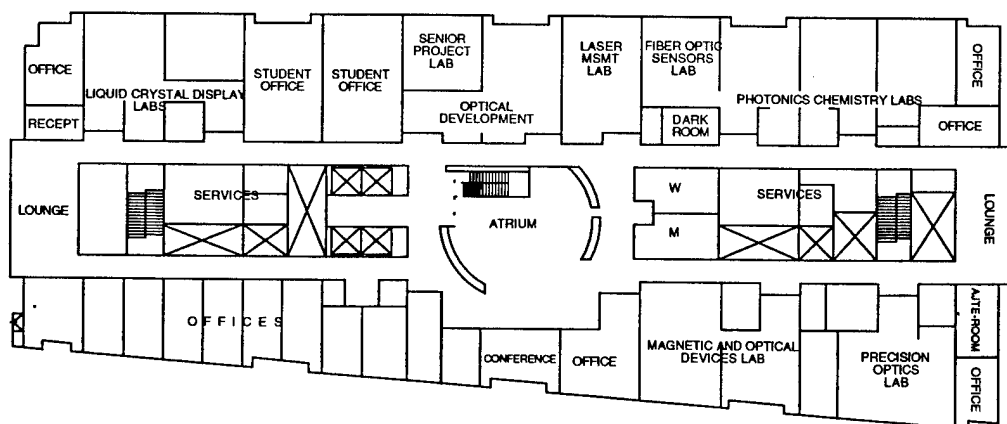 OFFICE
RECEPT
LIQUID CRYSTAL DISPLAY
LABS
STUDENT
OFFICE
STUDENT
OFFICE
SENIOR
PROJECT
LAB
OPTICAL
DEVELOPMENT
LASER
MSMT
LAB
FIBER OPTIC
SENSORS
LAB
DARK
ROOM
PHOTONICS CHEMISTRY LABS
OFFICE
OFFICE
LOUNGE
SERVICES
ATRIUM
W
M
SERVICES
LOUNGE
OFFICES
CONFERENCE
OFFICE
MAGNETIC AND OPTICAL
DEVICES LAB
PRECISION
OPTICS
LAB
AJTE-ROOM
OFFICE